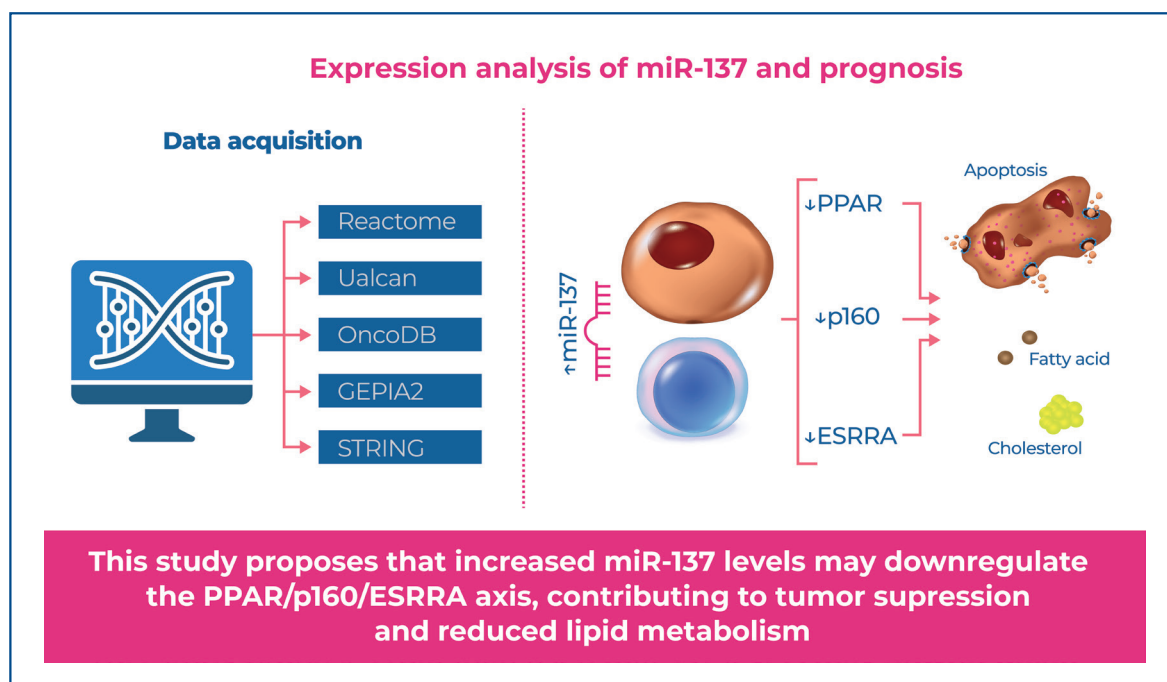 Expression analysis of miR-137 and prognosis
Data acquisition
Reactome
Ualcan
OncoDB
GEPIA2
STRING
↑miR-137
↓PPAR
↓p160
↓ESRRA
Apoptosis
Fatty acid
Cholesterol
This study proposes that increased miR-137 levels may downregulate
the PPAR/p160/ESRRA axis, contributing to tumor supression
and reduced lipid metabolism